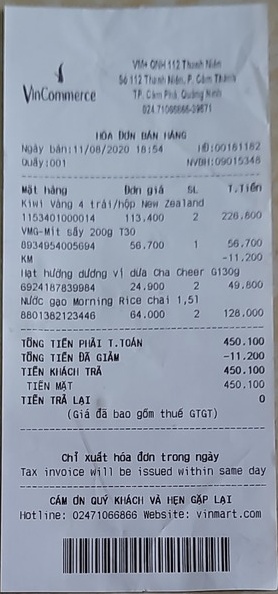 VinCommerce
VM+ QNH 112 Thanh Niên
Số 112 Thanh Niên, P. Cẩm Thành
TP. Cẩm Phả, Quảng Ninh
024.71066866-39671
HÓA ĐƠN BÁN HÀNG
Ngày bán:11/08/2020 18:54 HĐ:00161182
Quầy:001 NVBH:09015346
Mặt hàng Đơn giá SL T.Tiền
Kiwi Vàng 4 trái/hộp New Zealand
1153401000014 113.400 2 226.800
VMG-Mít sấy 200g T30
8934954005694 56.700 1 56.700
KM -11.200
Hạt hướng dương vị dừa Cha Cheer G130g
6924187839984 24.900 2 49.800
Nước gạo Morning Rice chai 1,5l
8801382123446 64.000 2 128.000
TỔNG TIỀN PHẢI T.TOÁN 450.100
TỔNG TIỀN ĐÃ GIẢM -11.200
TIỀN KHÁCH TRẢ 450.100
TIỀN MẶT 450.100
TIỀN TRẢ LẠI 0
(Giá đã bao gồm thuế GTGT)
Chỉ xuất hóa đơn trong ngày
Tax invoice will be issued within same day
CẢM ƠN QUÝ KHÁCH VÀ HẸN GẶP LẠI
Hotline: 02471066866 Website: vinmart.com